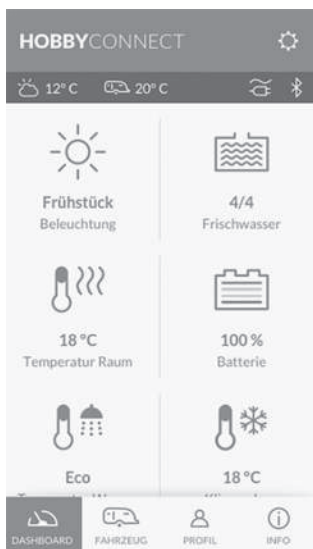 HOBBYCONNECT
12° C 20° C
Frühstück 4/4
Beleuchtung Frischwasser
18 °C 100 %
Temperatur Raum Batterie
Eco 18 °C
DASHBOARD FAHRZEUG PROFIL INFO